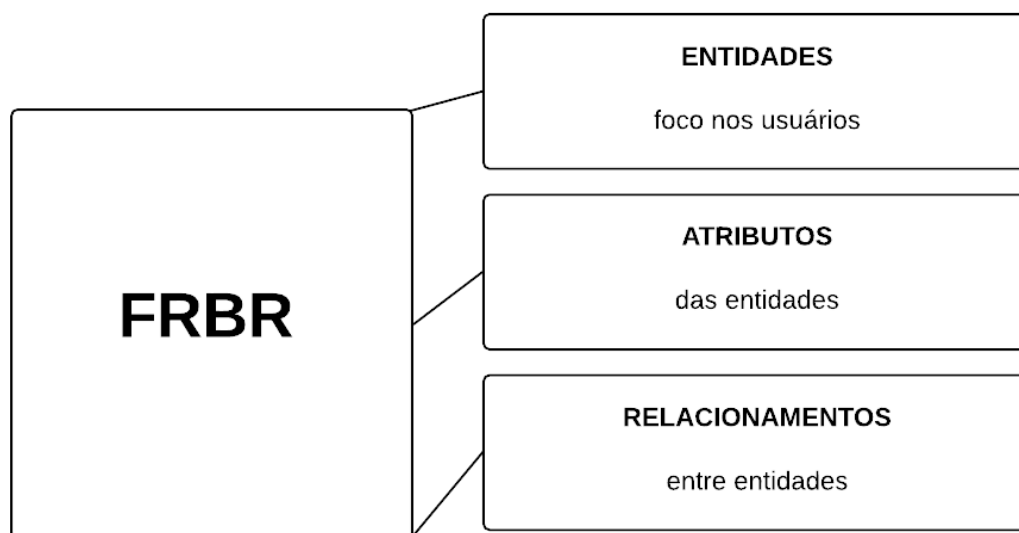 FRBR
ENTIDADES
foco nos usuários
ATRIBUTOS
das entidades
RELACIONAMENTOS
entre entidades